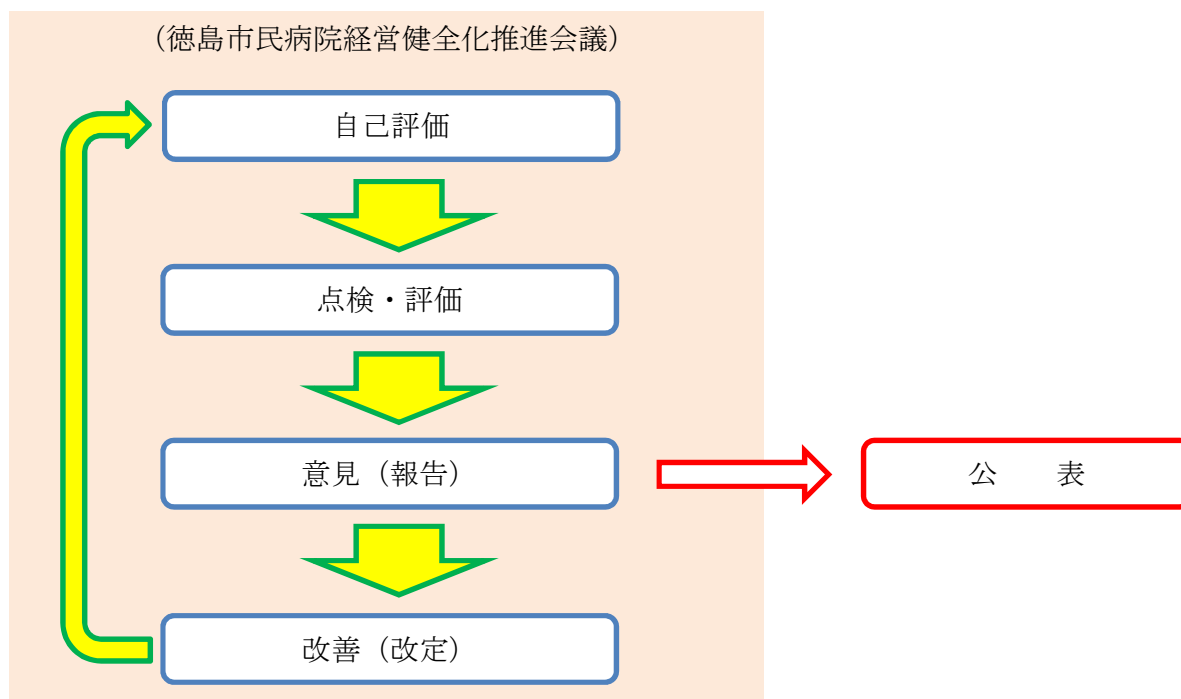 （徳島市民病院経営健全化推進会議）
自己評価
点検・評価
意見（報告）
公　　表
改善（改定）